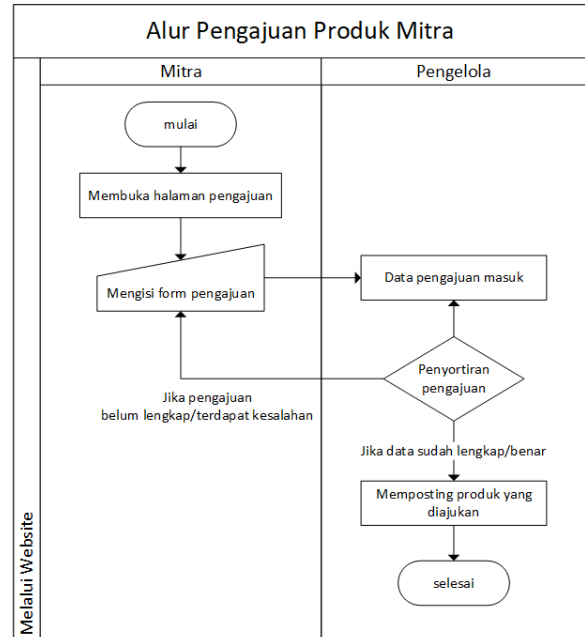 Alur Pengajuan Produk Mitra
Mitra
Pengelola
mulai
Membuka halaman pengajuan
Mengisi form pengajuan
Data pengajuan masuk
Penyortiran
pengajuan
Jika pengajuan
belum lengkap/terdapat kesalahan
Jika data sudah lengkap/benar
Memposting produk yang
diajukan
selesai
Melalui Website